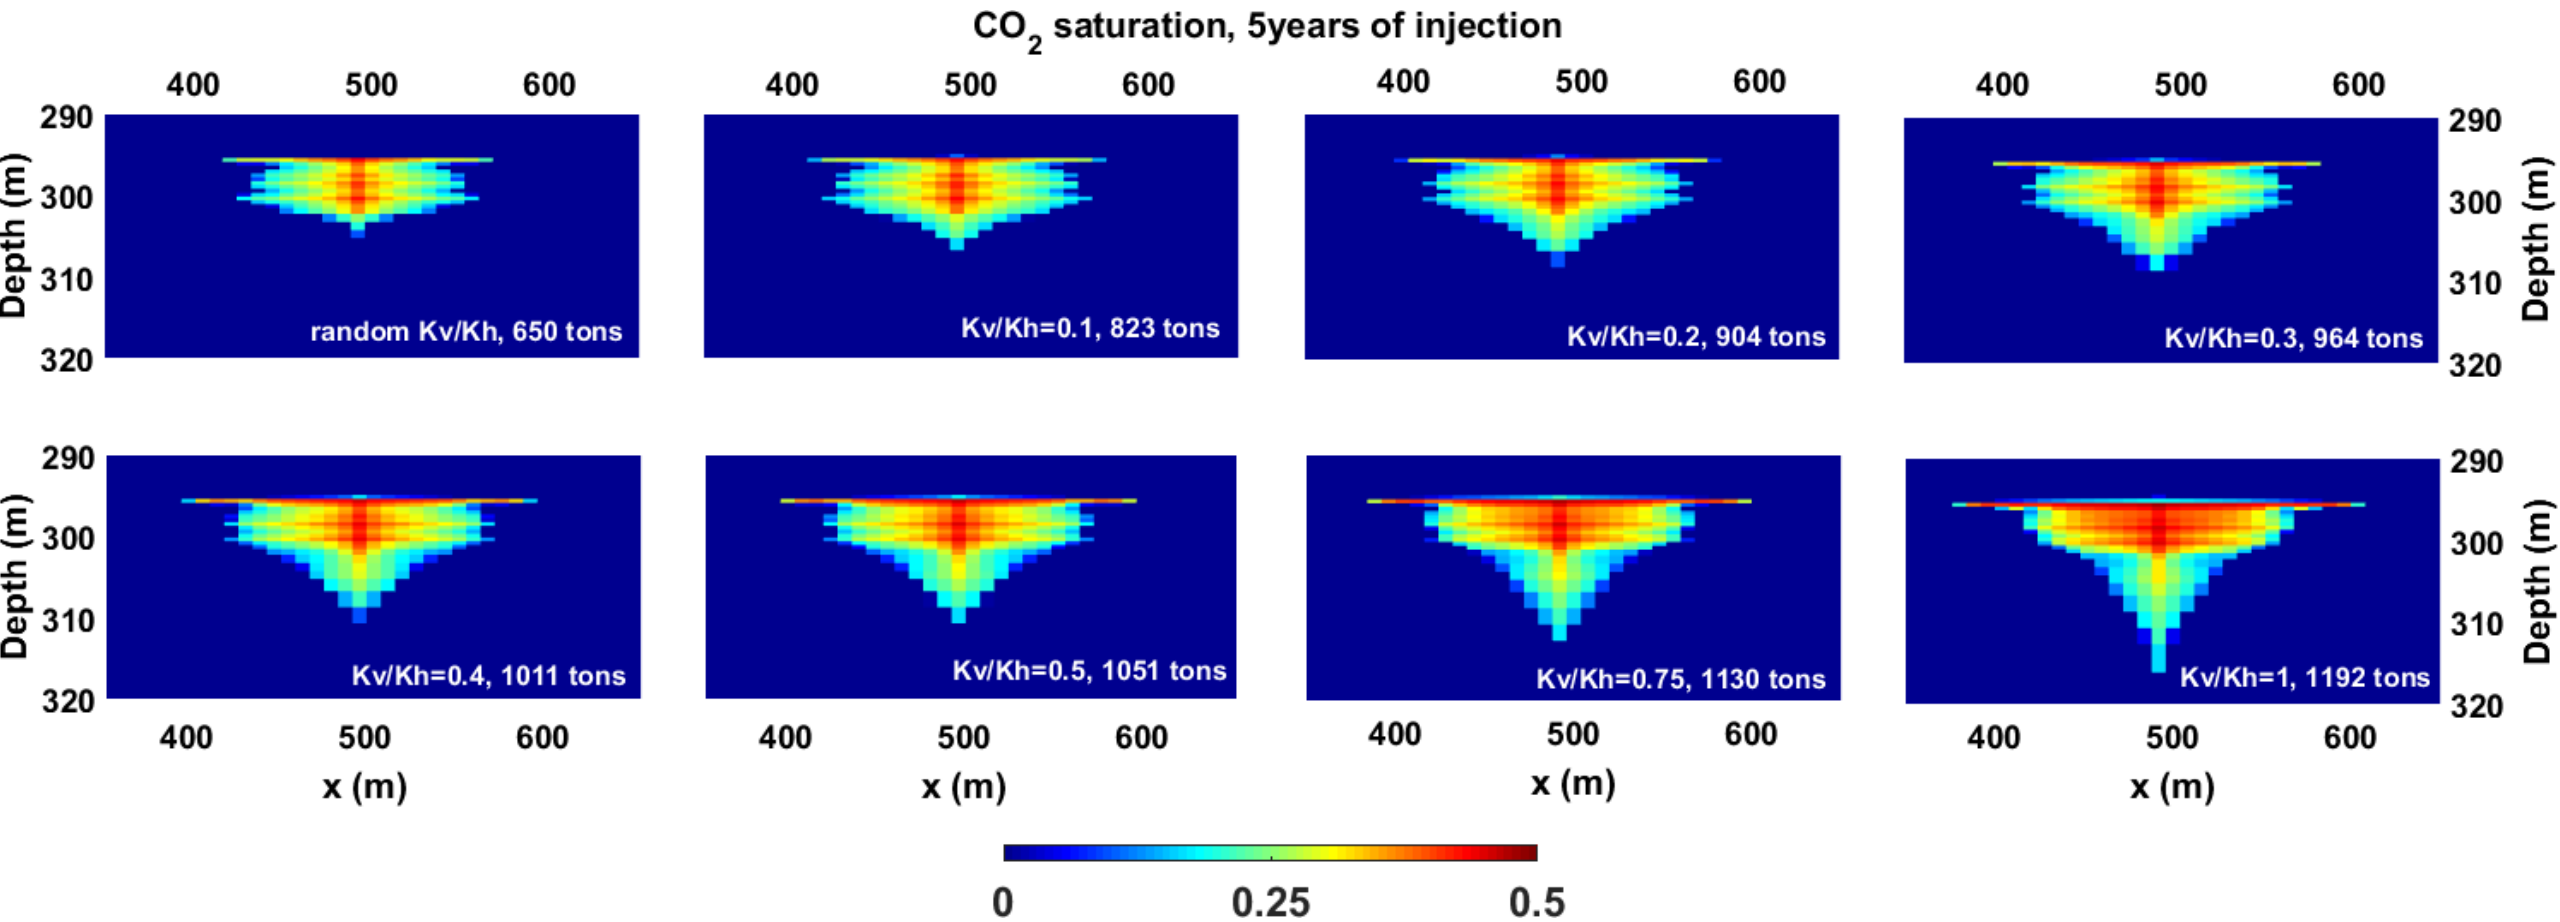 CO2 saturation, 5years of injection
400 500 600 400 500 600 400 500 600 400 500 600
290 290
300 300
310 310
320 320
Depth (m) Depth (m)
random Kv/Kh, 650 tons
Kv/Kh=0.1, 823 tons
Kv/Kh=0.2, 904 tons
Kv/Kh=0.3, 964 tons
290 290
300 300
310 310
320 320
Depth (m) Depth (m)
Kv/Kh=0.4, 1011 tons
Kv/Kh=0.5, 1051 tons
Kv/Kh=0.75, 1130 tons
Kv/Kh=1, 1192 tons
400 500 600 400 500 600 400 500 600 400 500 600
x (m) x (m) x (m) x (m)
0 0.25 0.5